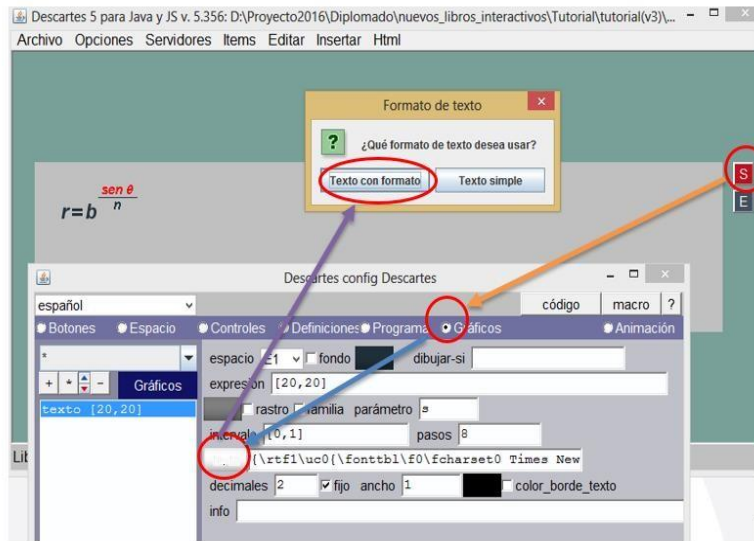 Descartes 5 para Java y JS v. 5.356: D:\Proyecto2016\Diplomado\nuevos_libros_interactivos\Tutorial\tutorial(v3)\...
Archivo Opciones Servidores Items Editar Insertar Html
Formato de texto
¿Qué formato de texto desea usar?
Texto con formato Texto simple
S
E
sen θ
r=b n
Descartes config Descartes
español código macro ?
Botones Espacio Controles Definiciones Programa Gráficos Animación
* espacio E1 fondo dibujar-si
+ * - Gráficos expresión [20,20]
texto [20,20] rastro familia parámetro s
intervalo [0,1] pasos 8
{\rtf1\uc0{\fonttbl\f0\fcharset0 Times New
decimales 2 fijo ancho 1 color_borde_texto
info